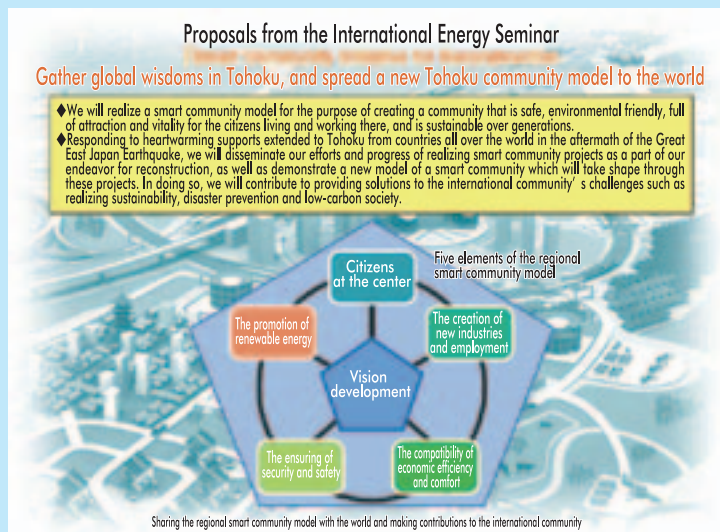 Proposals from the International Energy Seminar
Gather global wisdoms in Tohoku, and spread a new Tohoku community model to the world
◆We will realize a smart community model for the purpose of creating a community that is safe, environmental friendly, full
of attraction and vitality for the citizens living and working there, and is sustainable over generations.
◆Responding to heartwarming supports extended to Tohoku from countries all over the world in the aftermath of the Great
East Japan Earthquake, we will disseminate our efforts and progress of realizing smart community projects as a part of our
endeavor for reconstruction, as well as demonstrate a new model of a smart community which will take shape through
these projects. In doing so, we will contribute to providing solutions to the international community' s challenges such as
realizing sustainability, disaster prevention and low-carbon society.
Five elements of the regional
smart community model
Citizens
at the center
The promotion of
renewable energy
The creation of
new industries
and employment
Vision
development
The ensuring of
security and safety
The compatibility of
economic efficiency
and comfort
Sharing the regional smart community model with the world and making contributions to the international community